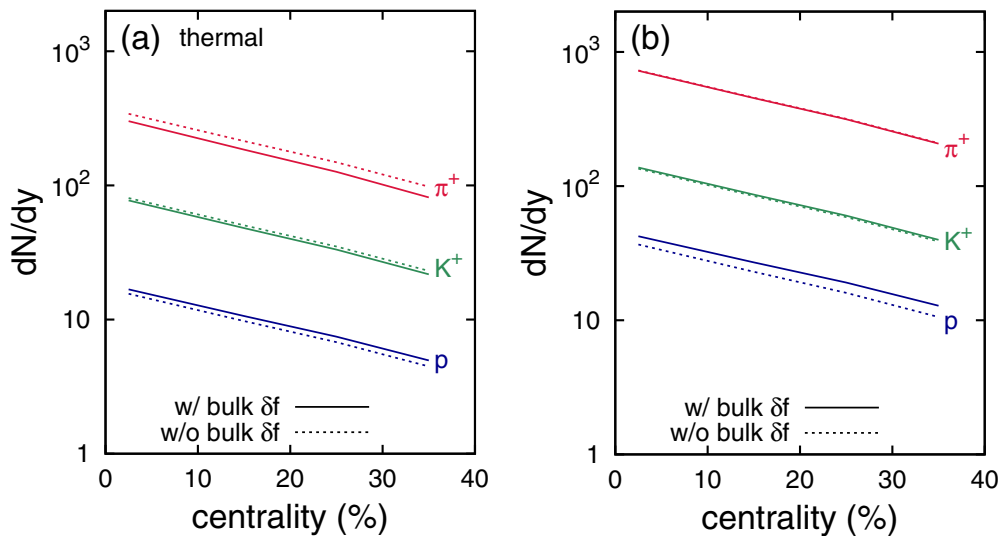 (a) thermal
10³
10²
10
1
dN/dy
π⁺
K⁺
p
w/ bulk δf
w/o bulk δf
0 10 20 30 40
centrality (%)
(b)
10³
10²
10
1
dN/dy
π⁺
K⁺
p
w/ bulk δf
w/o bulk δf
0 10 20 30 40
centrality (%)